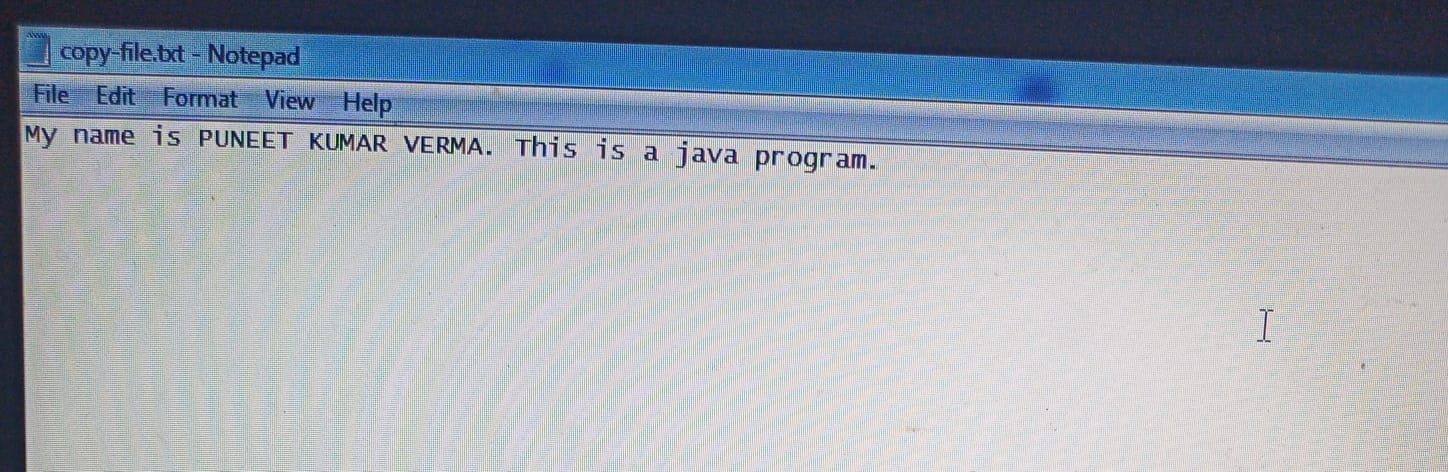 copy-file.txt - Notepad
File Edit Format View Help
My name is PUNEET KUMAR VERMA. This is a java program.